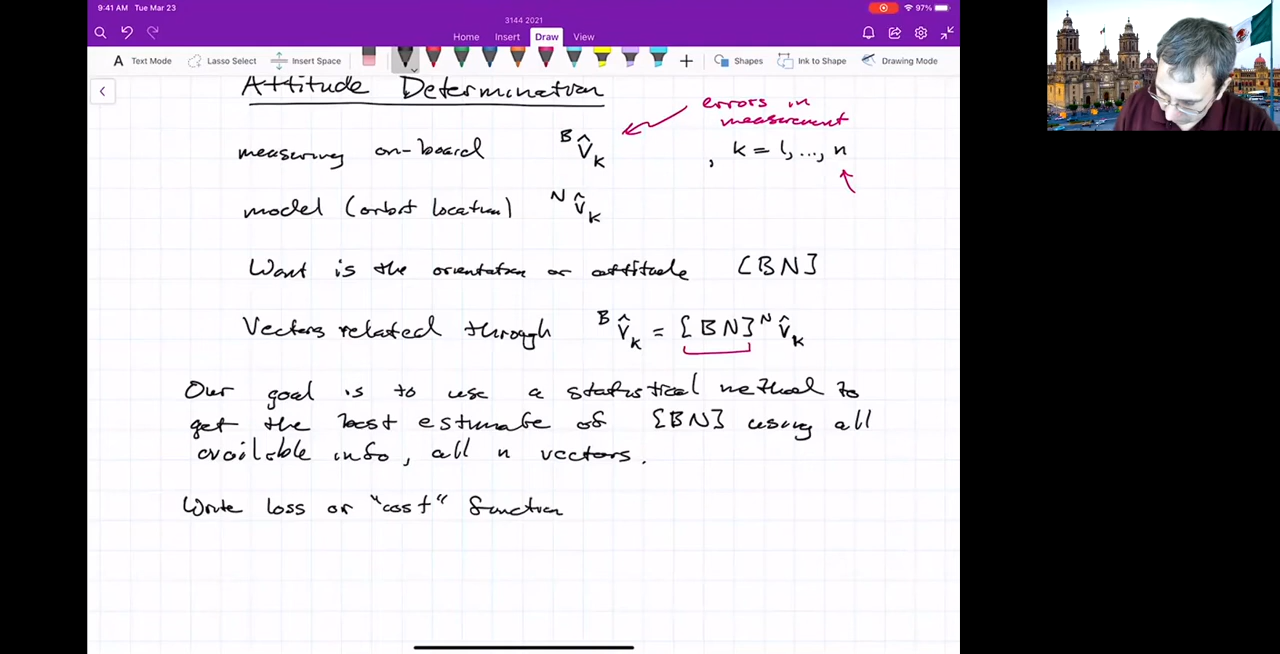 9:41 AM Tue Mar 23
97%
3144 2021
Home Insert Draw View
A Text Mode Lasso Select Insert Space Shapes Ink to Shape Drawing Mode
Attitude Determination
errors in
measurement
measuring on-board ᴮv̂ₖ , k = 1, ..., n
model (orbit location) ᴺv̂ₖ
Want is the orientation or attitude [BN]
Vectors related through ᴮv̂ₖ = [BN] ᴺv̂ₖ
Our goal is to use a statistical method to
get the best estimate of [BN] using all
available info, all n vectors.
Write loss or "cost" function